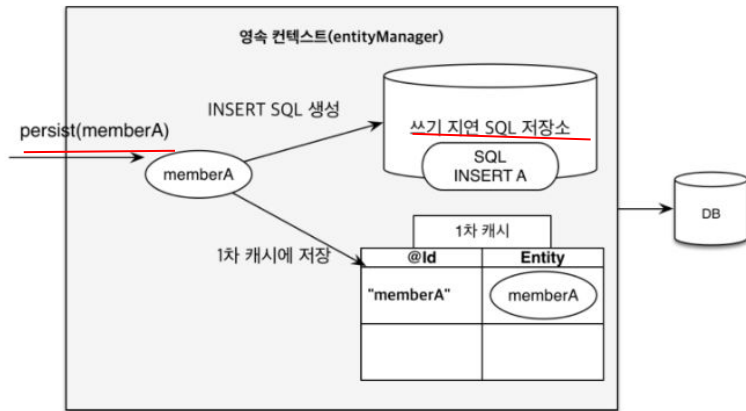 영속 컨텍스트(entityManager)
persist(memberA)
INSERT SQL 생성
쓰기 지연 SQL 저장소
SQL
INSERT A
memberA
DB
1차 캐시에 저장
1차 캐시
@Id Entity
"memberA" memberA